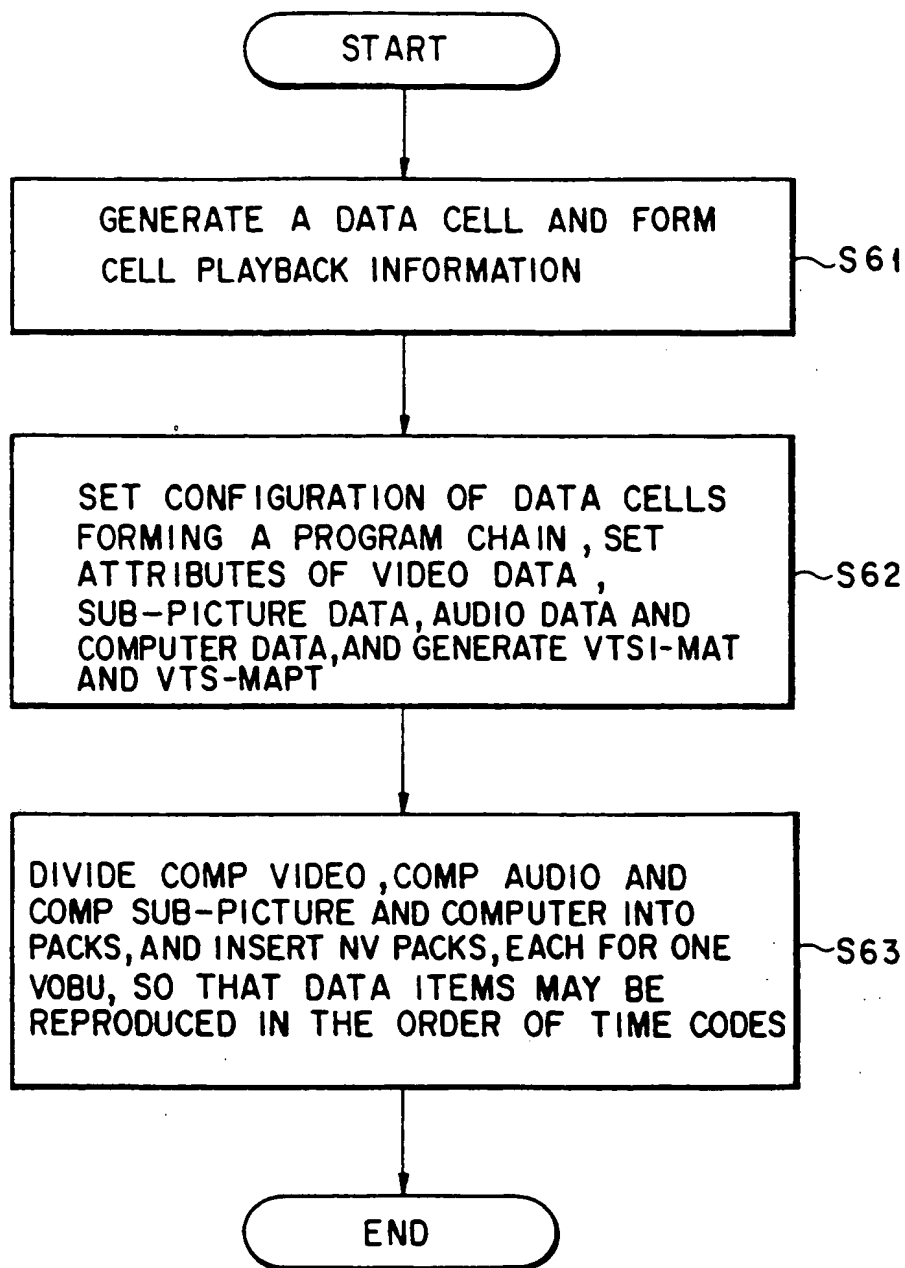 START
GENERATE A DATA CELL AND FORM
CELL PLAYBACK INFORMATION
S61
SET CONFIGURATION OF DATA CELLS
FORMING A PROGRAM CHAIN, SET
ATTRIBUTES OF VIDEO DATA,
SUB-PICTURE DATA, AUDIO DATA AND
COMPUTER DATA, AND GENERATE VTSI-MAT
AND VTS-MAPT
S62
DIVIDE COMP VIDEO, COMP AUDIO AND
COMP SUB-PICTURE AND COMPUTER INTO
PACKS, AND INSERT NV PACKS, EACH FOR ONE
VOBU, SO THAT DATA ITEMS MAY BE
REPRODUCED IN THE ORDER OF TIME CODES
S63
END